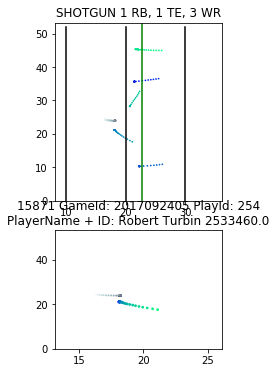 SHOTGUN 1 RB, 1 TE, 3 WR
50
40
30
20
10
0
10 20 30
15871 GameId: 2017092405 PlayId: 254
PlayerName + ID: Robert Turbin 2533460.0
40
20
0
15 20 25